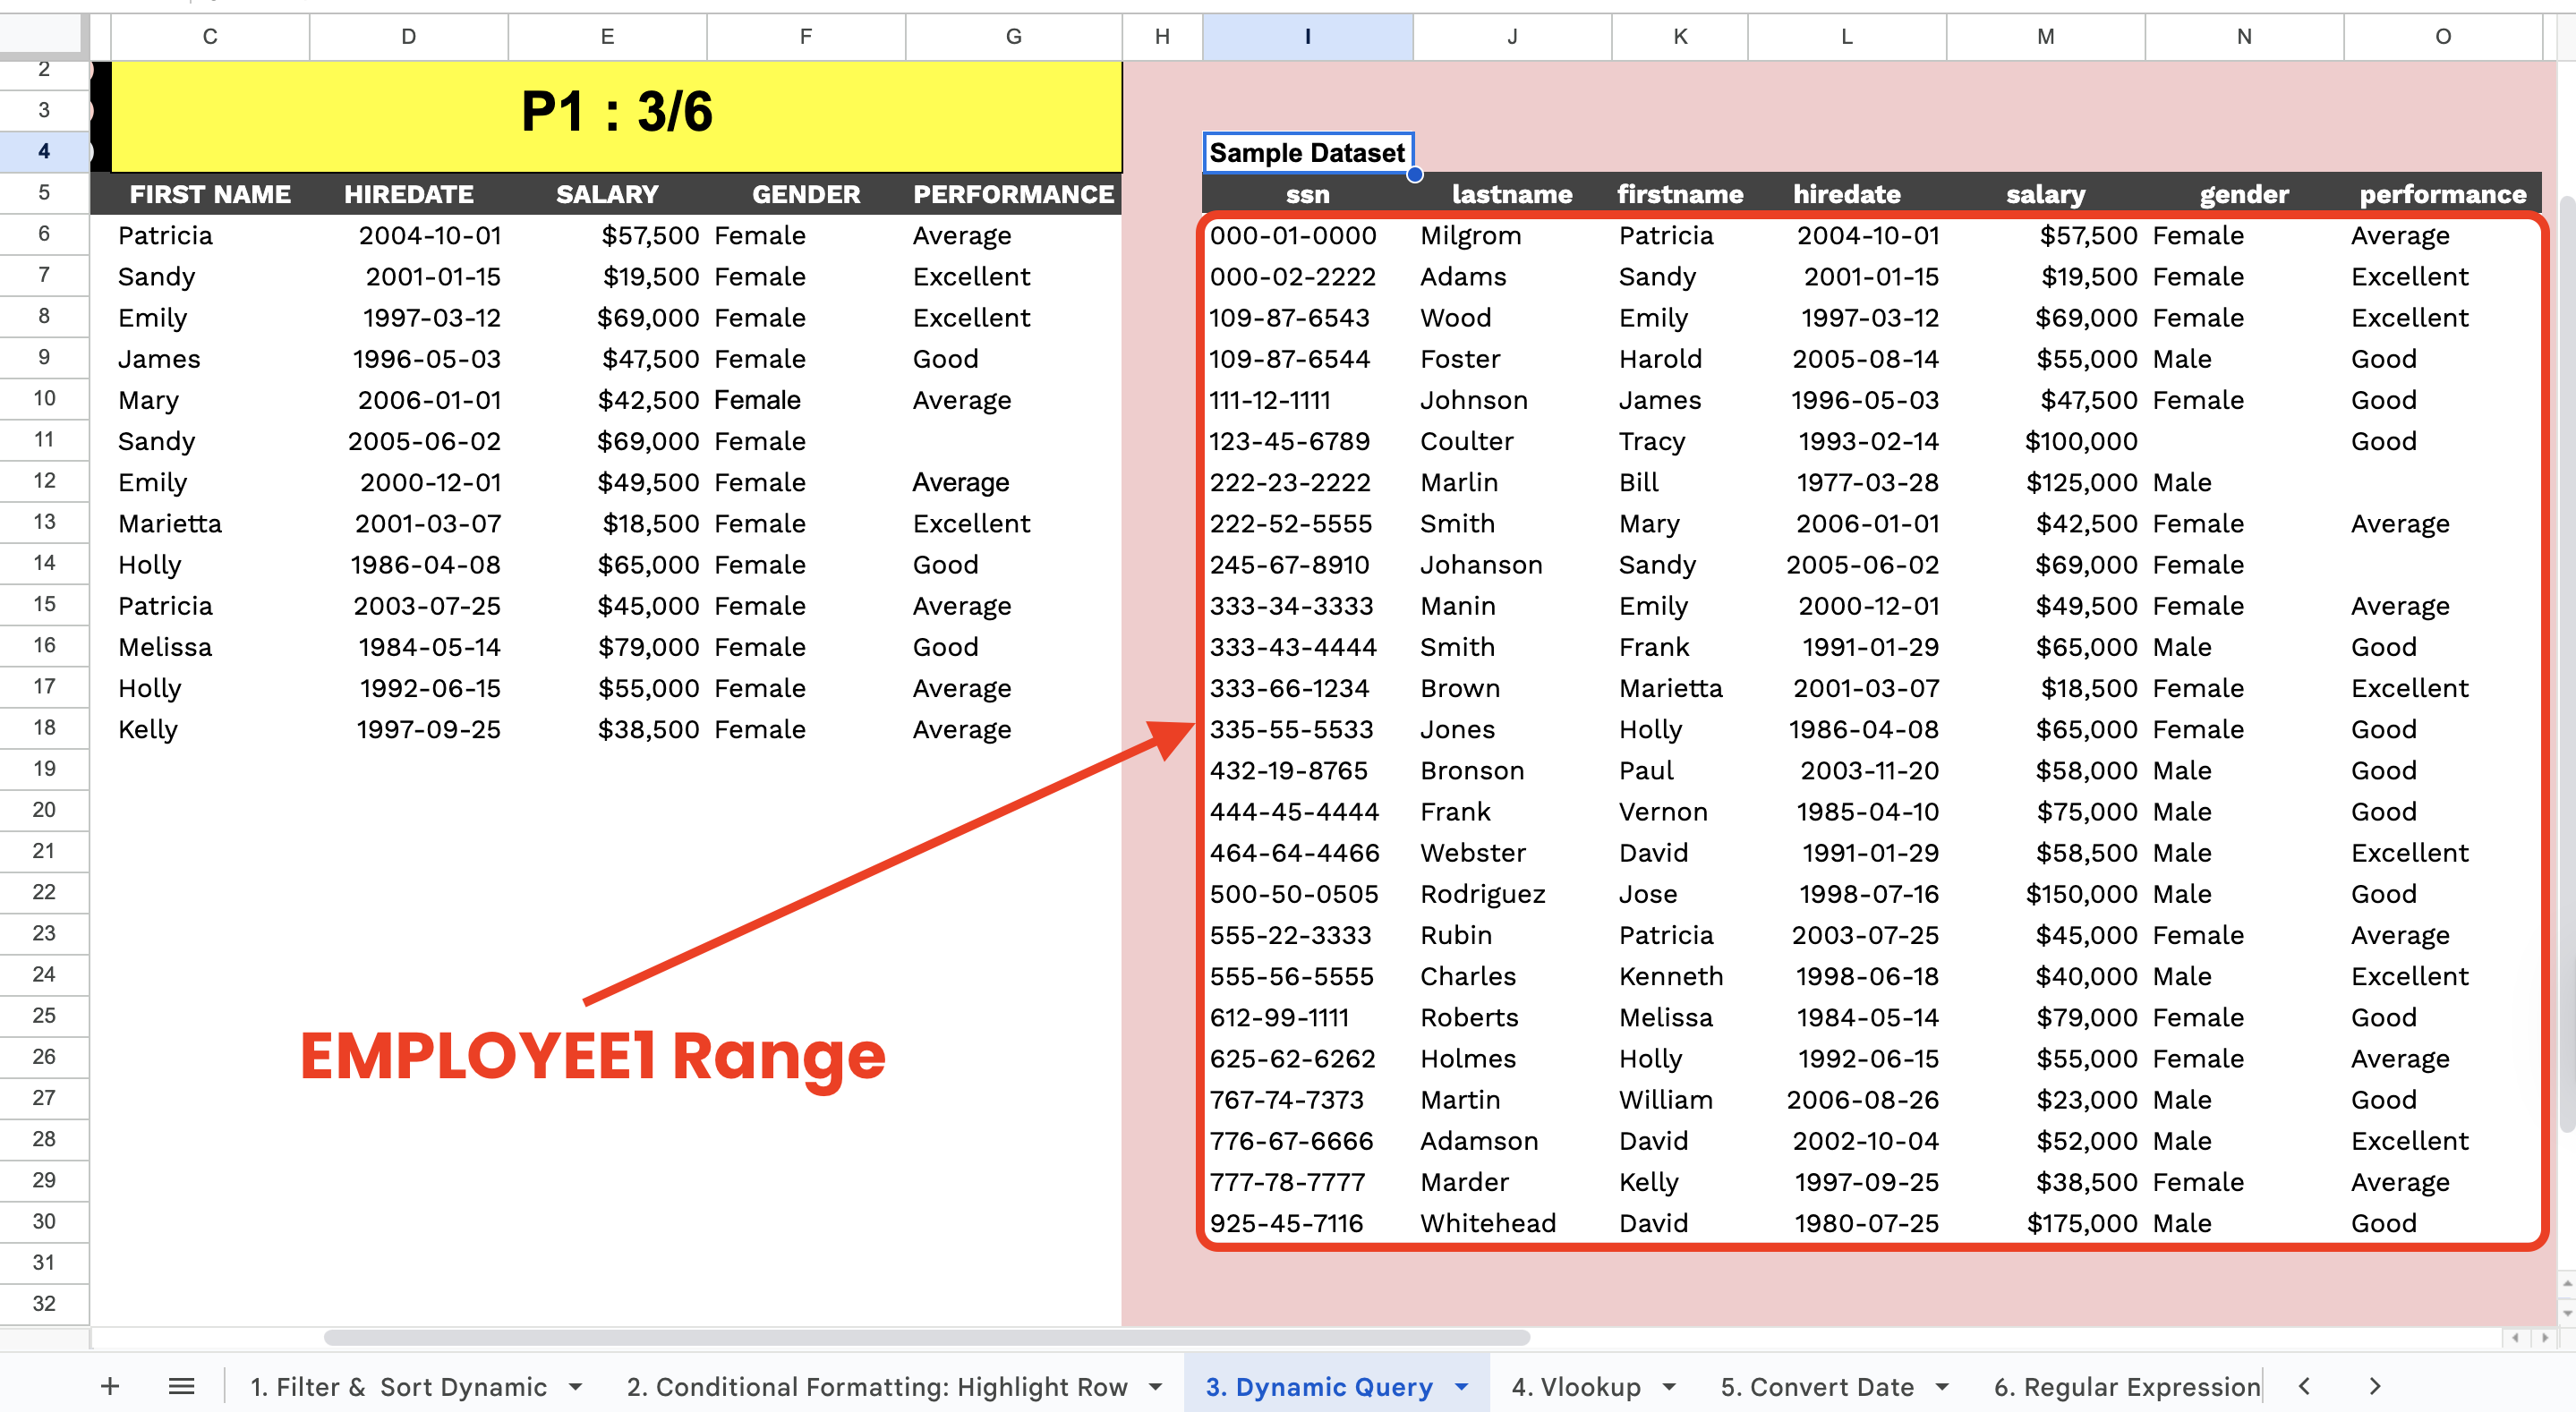 C D E F G H I J K L M N O
2
3 P1 : 3/6
4 Sample Dataset
5 FIRST NAME HIREDATE SALARY GENDER PERFORMANCE ssn lastname firstname hiredate salary gender performance
6 Patricia 2004-10-01 $57,500 Female Average 000-01-0000 Milgrom Patricia 2004-10-01 $57,500 Female Average
7 Sandy 2001-01-15 $19,500 Female Excellent 000-02-2222 Adams Sandy 2001-01-15 $19,500 Female Excellent
8 Emily 1997-03-12 $69,000 Female Excellent 109-87-6543 Wood Emily 1997-03-12 $69,000 Female Excellent
9 James 1996-05-03 $47,500 Female Good 109-87-6544 Foster Harold 2005-08-14 $55,000 Male Good
10 Mary 2006-01-01 $42,500 Female Average 111-12-1111 Johnson James 1996-05-03 $47,500 Female Good
11 Sandy 2005-06-02 $69,000 Female 123-45-6789 Coulter Tracy 1993-02-14 $100,000 Good
12 Emily 2000-12-01 $49,500 Female Average 222-23-2222 Marlin Bill 1977-03-28 $125,000 Male
13 Marietta 2001-03-07 $18,500 Female Excellent 222-52-5555 Smith Mary 2006-01-01 $42,500 Female Average
14 Holly 1986-04-08 $65,000 Female Good 245-67-8910 Johanson Sandy 2005-06-02 $69,000 Female
15 Patricia 2003-07-25 $45,000 Female Average 333-34-3333 Manin Emily 2000-12-01 $49,500 Female Average
16 Melissa 1984-05-14 $79,000 Female Good 333-43-4444 Smith Frank 1991-01-29 $65,000 Male Good
17 Holly 1992-06-15 $55,000 Female Average 333-66-1234 Brown Marietta 2001-03-07 $18,500 Female Excellent
18 Kelly 1997-09-25 $38,500 Female Average 335-55-5533 Jones Holly 1986-04-08 $65,000 Female Good
19 432-19-8765 Bronson Paul 2003-11-20 $58,000 Male Good
20 444-45-4444 Frank Vernon 1985-04-10 $75,000 Male Good
21 464-64-4466 Webster David 1991-01-29 $58,500 Male Excellent
22 500-50-0505 Rodriguez Jose 1998-07-16 $150,000 Male Good
23 555-22-3333 Rubin Patricia 2003-07-25 $45,000 Female Average
24 555-56-5555 Charles Kenneth 1998-06-18 $40,000 Male Excellent
25 612-99-1111 Roberts Melissa 1984-05-14 $79,000 Female Good
26 EMPLOYEE1 Range 625-62-6262 Holmes Holly 1992-06-15 $55,000 Female Average
27 767-74-7373 Martin William 2006-08-26 $23,000 Male Good
28 776-67-6666 Adamson David 2002-10-04 $52,000 Male Excellent
29 777-78-7777 Marder Kelly 1997-09-25 $38,500 Female Average
30 925-45-7116 Whitehead David 1980-07-25 $175,000 Male Good
31
32
1. Filter & Sort Dynamic 2. Conditional Formatting: Highlight Row 3. Dynamic Query 4. Vlookup 5. Convert Date 6. Regular Expression